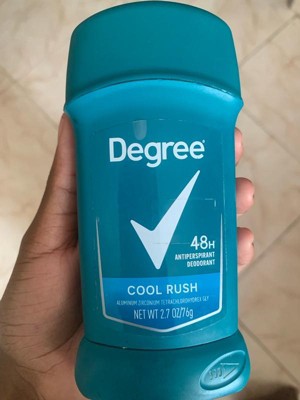 Degree
48H
ANTIPERSPIRANT
DEODORANT
COOL RUSH
ALUMINUM ZIRCONIUM TETRACHLOROHYDREX GLY
NET WT 2.7 OZ/76g